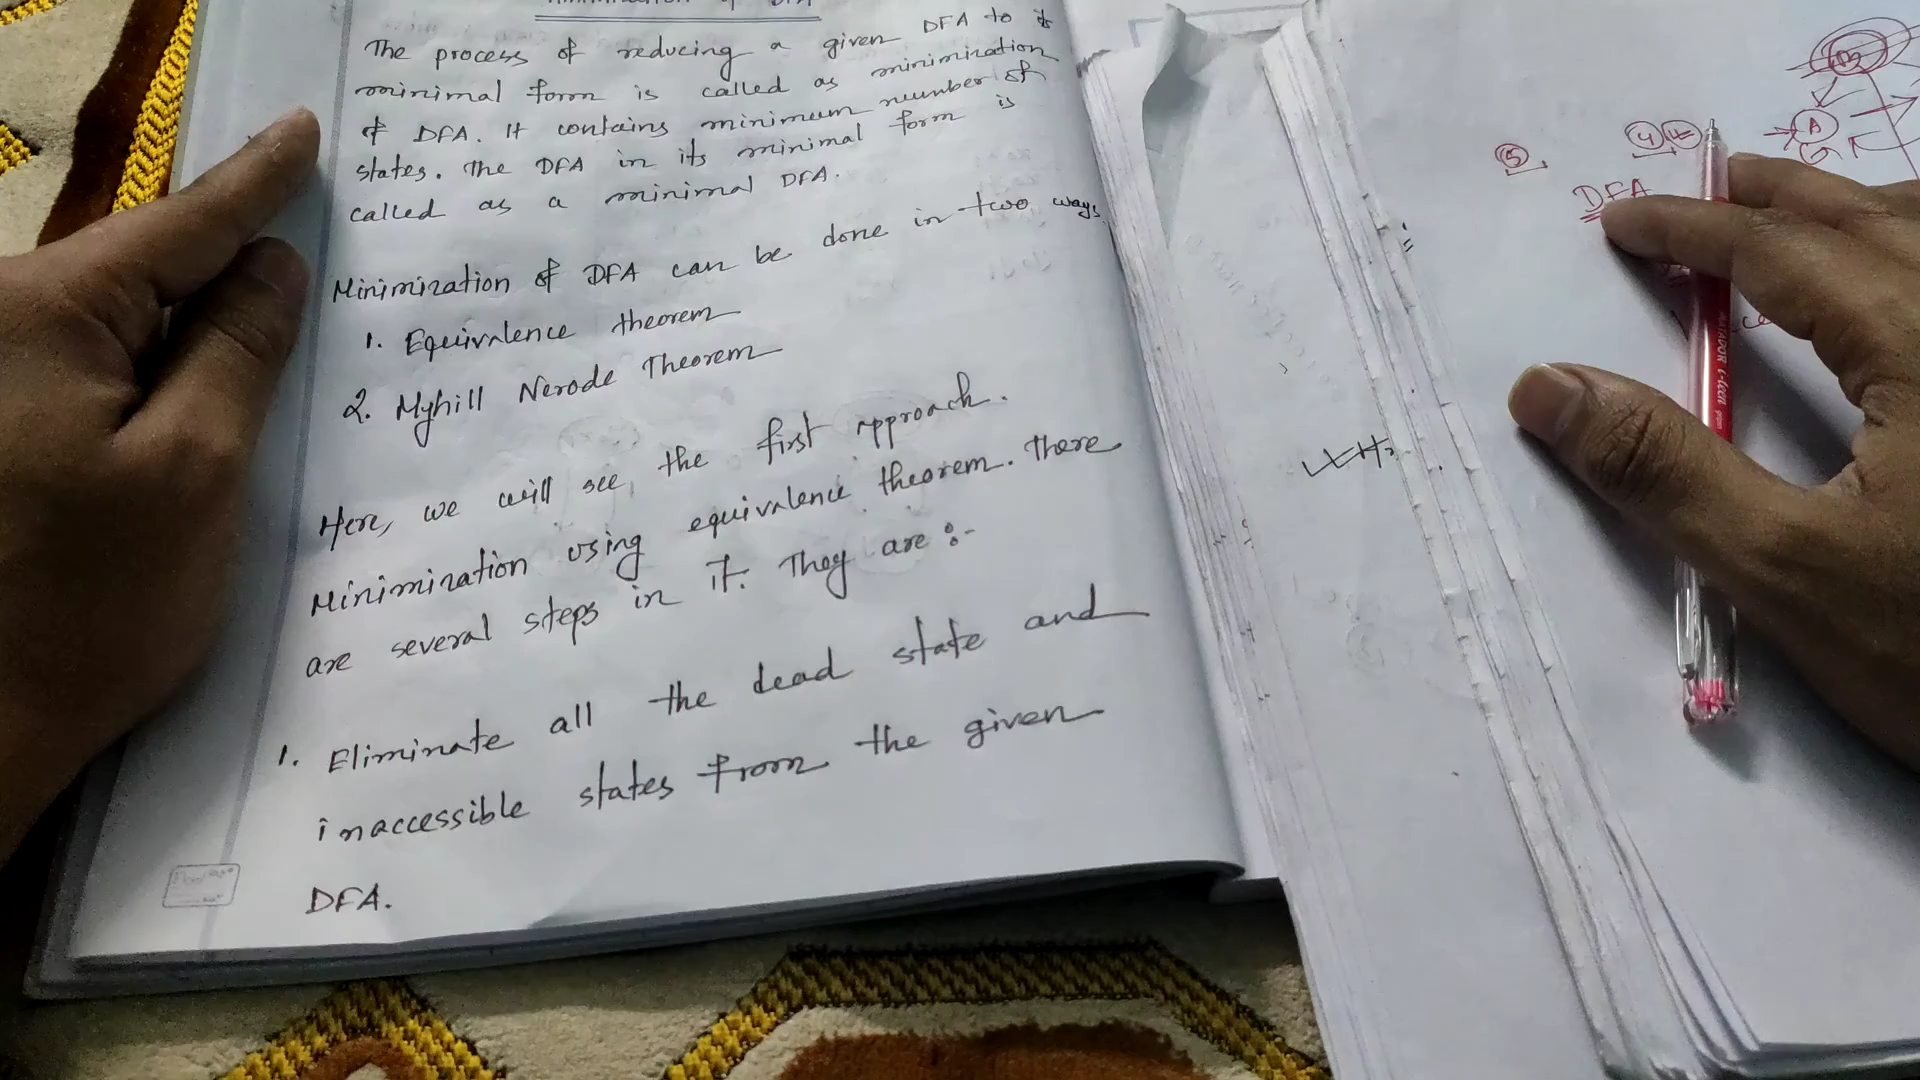 The process of reducing a given DFA to its
minimal form is called as minimization
of DFA. It contains minimum number of
states. The DFA in its minimal form is
called as a minimal DFA.
Minimization of DFA can be done in two ways.
1. Equivalence theorem
2. Myhill Nerode Theorem
Here, we will see the first approach.
Minimization using equivalence theorem. There
are several steps in it. They are :-
1. Eliminate all the dead state and
inaccessible states from the given
DFA.
5
A
DFA